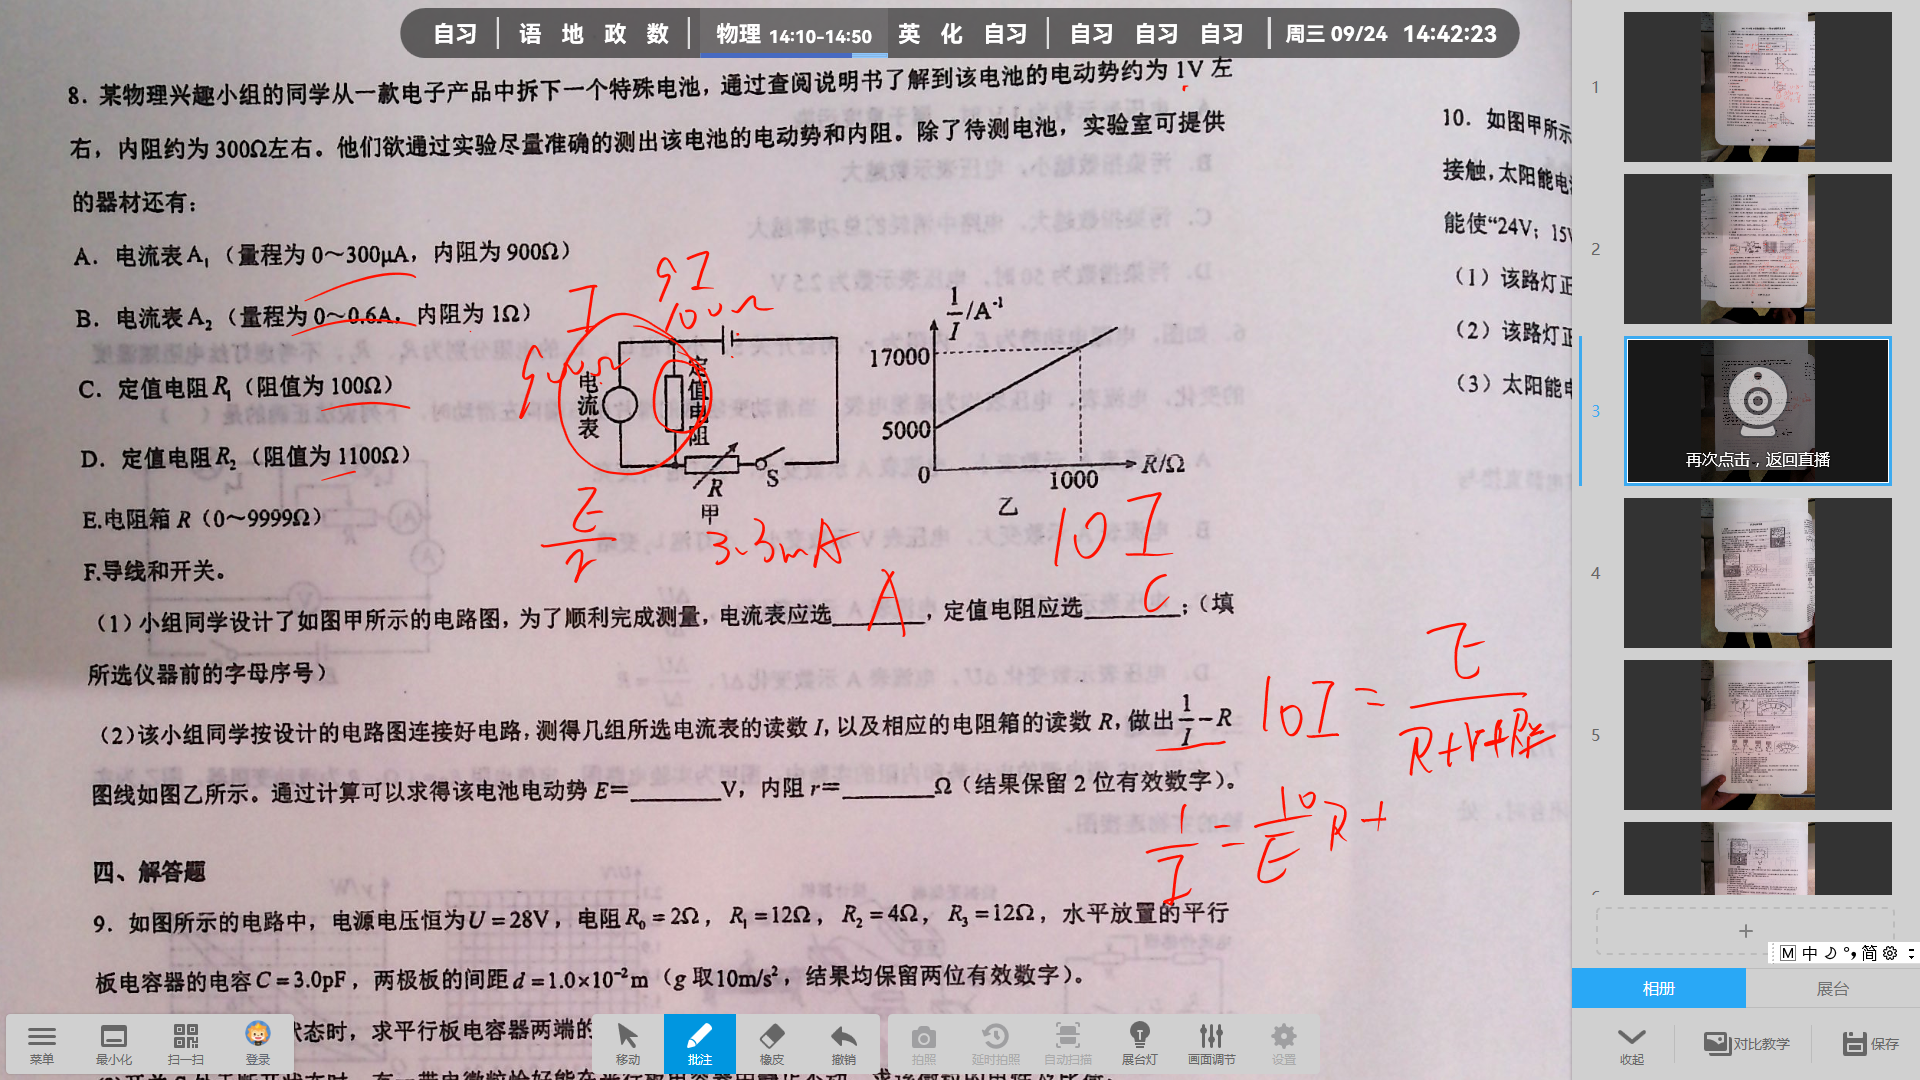 自习 | 语 地 政 数 | 物理 14:10-14:50 英 化 自习 | 自习 自习 自习 | 周三 09/24 14:42:23
8. 某物理兴趣小组的同学从一款电子产品中拆下一个特殊电池，通过查阅说明书了解到该电池的电动势约为 1V 左
右，内阻约为 300Ω左右。他们欲通过实验尽量准确的测出该电池的电动势和内阻。除了待测电池，实验室可提供
的器材还有：
A. 电流表 A₁（量程为 0～300μA，内阻为 900Ω）
B. 电流表 A₂（量程为 0～0.6A，内阻为 1Ω）
C. 定值电阻 R₁（阻值为 100Ω）
D. 定值电阻 R₂（阻值为 1100Ω）
E.电阻箱 R（0～9999Ω）
F.导线和开关。
I
9I
100Ω
900Ω
电流表
定值电阻
R
S
甲
E/2
3.3mA
1/I /A⁻¹
17000
5000
0
1000
R/Ω
乙
10I
（1）小组同学设计了如图甲所示的电路图，为了顺利完成测量，电流表应选____A____，定值电阻应选____C____；（填
所选仪器前的字母序号）
（2）该小组同学按设计的电路图连接好电路，测得几组所选电流表的读数 I，以及相应的电阻箱的读数 R，做出 1/I－R
图线如图乙所示。通过计算可以求得该电池电动势 E＝________V，内阻 r＝________Ω（结果保留 2 位有效数字）。
10I = E/(R+r+R并
1/I = 10/E R +
四、解答题
9. 如图所示的电路中，电源电压恒为 U＝28V，电阻 R₀＝2Ω，R₁＝12Ω，R₂＝4Ω，R₃＝12Ω，水平放置的平行
板电容器的电容 C＝3.0pF，两极板的间距 d＝1.0×10⁻²m（g 取10m/s²，结果均保留两位有效数字）。
状态时，求平行板电容器两端的
10. 如图甲所示
接触，太阳能电
能使“24V；15V
（1）该路灯正
（2）该路灯正
（3）太阳能电
1
2
3
再次点击，返回直播
4
5
+
M 中 简
相册
展台
菜单
最小化
扫一扫
登录
移动
批注
橡皮
撤销
拍照
延时拍照
自动扫描
展台灯
画面调节
设置
收起
对比教学
保存